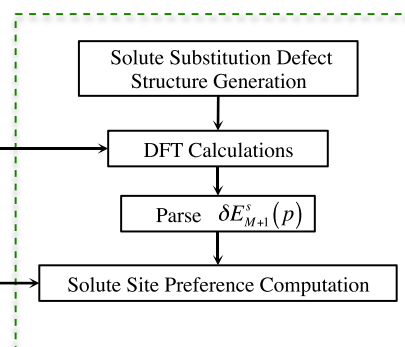 Solute Substitution Defect
Structure Generation
DFT Calculations
Parse δE^s_{M+1}(p)
Solute Site Preference Computation